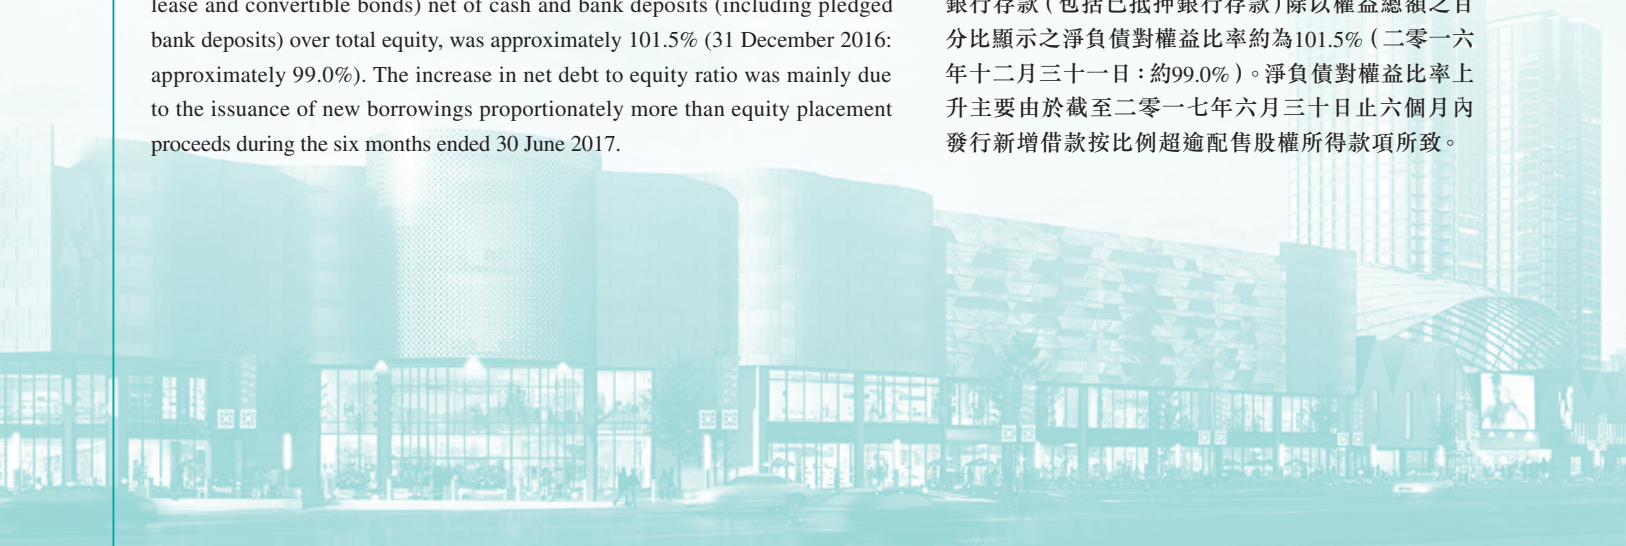 lease and convertible bonds) net of cash and bank deposits (including pledged
bank deposits) over total equity, was approximately 101.5% (31 December 2016:
approximately 99.0%). The increase in net debt to equity ratio was mainly due
to the issuance of new borrowings proportionately more than equity placement
proceeds during the six months ended 30 June 2017.
銀行存款(包括已抵押銀行存款)除以權益總額之百
分比顯示之淨負債對權益比率約為101.5%(二零一六
年十二月三十一日:約99.0%)。淨負債對權益比率上
升主要由於截至二零一七年六月三十日止六個月內
發行新增借款按比例超逾配售股權所得款項所致。